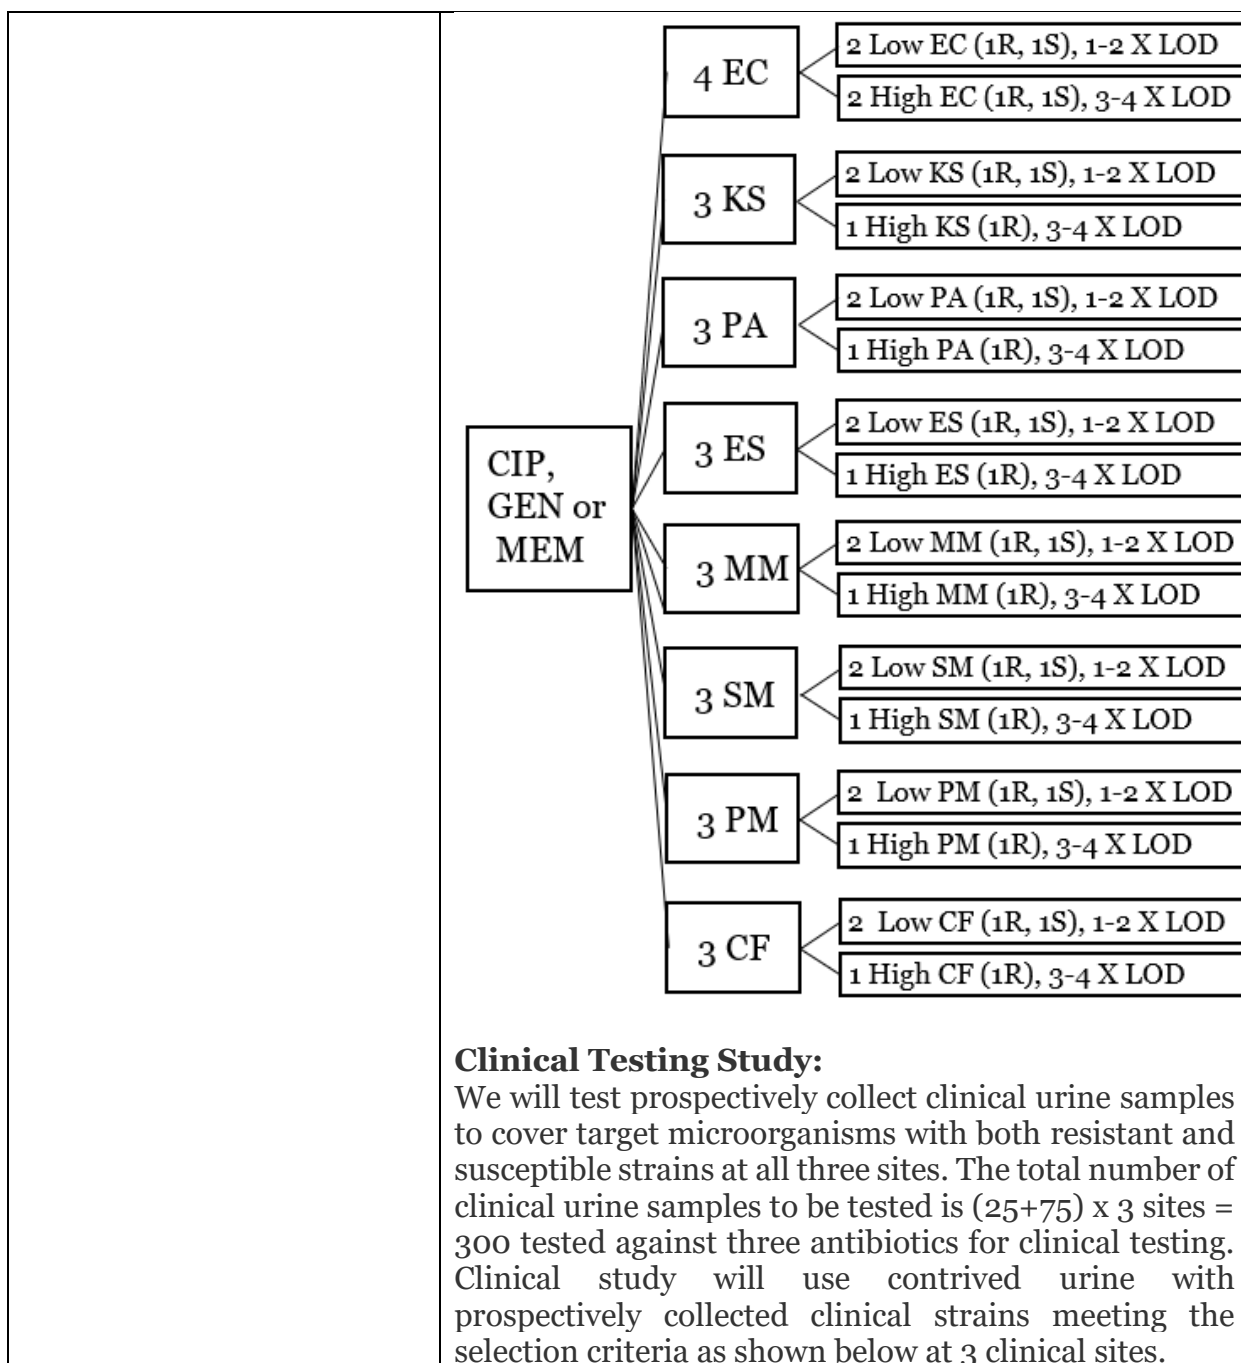 CIP,
GEN or
MEM
4 EC
2 Low EC (1R, 1S), 1-2 X LOD
2 High EC (1R, 1S), 3-4 X LOD
3 KS
2 Low KS (1R, 1S), 1-2 X LOD
1 High KS (1R), 3-4 X LOD
3 PA
2 Low PA (1R, 1S), 1-2 X LOD
1 High PA (1R), 3-4 X LOD
3 ES
2 Low ES (1R, 1S), 1-2 X LOD
1 High ES (1R), 3-4 X LOD
3 MM
2 Low MM (1R, 1S), 1-2 X LOD
1 High MM (1R), 3-4 X LOD
3 SM
2 Low SM (1R, 1S), 1-2 X LOD
1 High SM (1R), 3-4 X LOD
3 PM
2 Low PM (1R, 1S), 1-2 X LOD
1 High PM (1R), 3-4 X LOD
3 CF
2 Low CF (1R, 1S), 1-2 X LOD
1 High CF (1R), 3-4 X LOD
Clinical Testing Study:
We will test prospectively collect clinical urine samples
to cover target microorganisms with both resistant and
susceptible strains at all three sites. The total number of
clinical urine samples to be tested is (25+75) x 3 sites =
300 tested against three antibiotics for clinical testing.
Clinical study will use contrived urine with
prospectively collected clinical strains meeting the
selection criteria as shown below at 3 clinical sites.